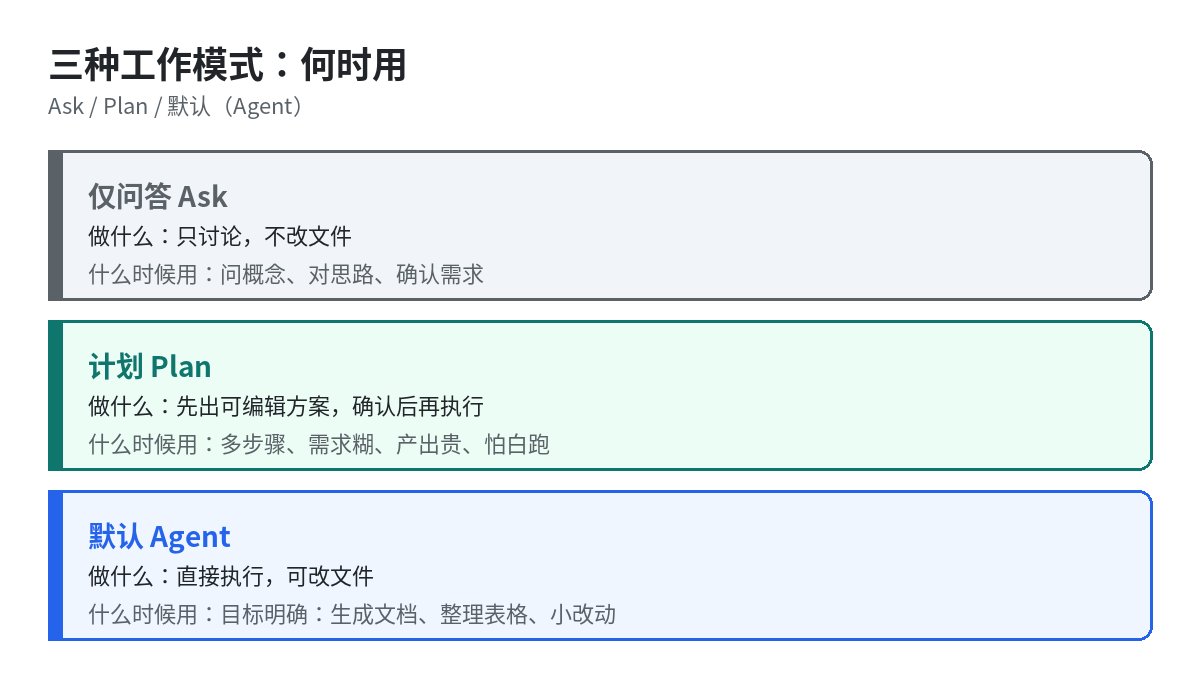 三种工作模式：何时用
Ask / Plan / 默认（Agent）
仅问答 Ask
做什么：只讨论，不改文件
什么时候用：问概念、对思路、确认需求
计划 Plan
做什么：先出可编辑方案，确认后再执行
什么时候用：多步骤、需求糊、产出贵、怕白跑
默认 Agent
做什么：直接执行，可改文件
什么时候用：目标明确：生成文档、整理表格、小改动